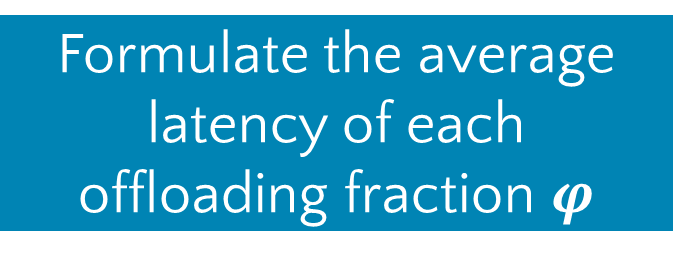 Formulate the average
latency of each
offloading fraction φ